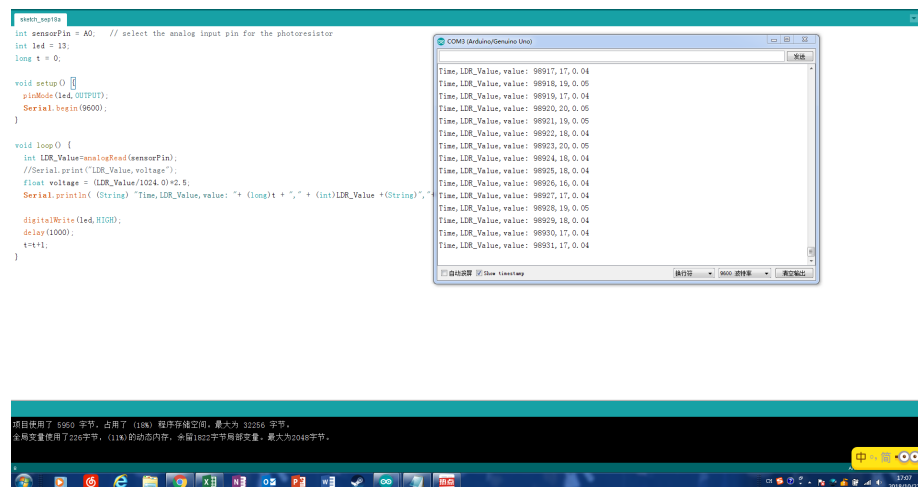 sketch_sep18a
int sensorPin = A0;   // select the analog input pin for the photoresistor
int led = 13;
long t = 0;
void setup() {
pinMode(led,OUTPUT);
Serial.begin(9600);
}
void loop() {
int LDR_Value=analogRead(sensorPin);
//Serial.print("LDR_Value,voltage");
float voltage = (LDR_Value/1024.0)*2.5;
Serial.println( (String) "Time,LDR_Value,value: "+ (long)t + "," + (int)LDR_Value +(String)","+
digitalWrite(led,HIGH);
delay(1000);
t=t+1;
}
COM3 (Arduino/Genuino Uno)
发送
Time,LDR_Value,value: 98917,17,0.04
Time,LDR_Value,value: 98918,19,0.05
Time,LDR_Value,value: 98919,17,0.04
Time,LDR_Value,value: 98920,20,0.05
Time,LDR_Value,value: 98921,19,0.05
Time,LDR_Value,value: 98922,18,0.04
Time,LDR_Value,value: 98923,20,0.05
Time,LDR_Value,value: 98924,18,0.04
Time,LDR_Value,value: 98925,18,0.04
Time,LDR_Value,value: 98926,16,0.04
Time,LDR_Value,value: 98927,17,0.04
Time,LDR_Value,value: 98928,19,0.05
Time,LDR_Value,value: 98929,18,0.04
Time,LDR_Value,value: 98930,17,0.04
Time,LDR_Value,value: 98931,17,0.04
自动滚屏 Show timestamp 换行符 9600 波特率 清空输出
项目使用了 5950 字节，占用了 (18%) 程序存储空间。最大为 32256 字节。
全局变量使用了226字节，(11%)的动态内存，余留1822字节局部变量。最大为2048字节。
中 简
热点
CH 17:07